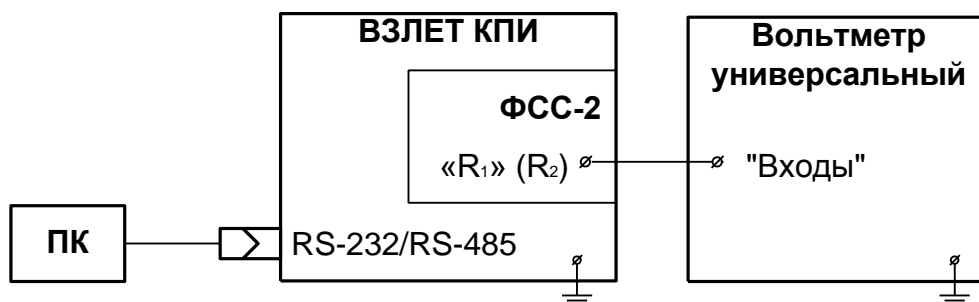 ВЗЛЕТ КПИ
ФСС-2
«R₁» (R₂)
RS-232/RS-485
ПК
Вольтметр
универсальный
"Входы"